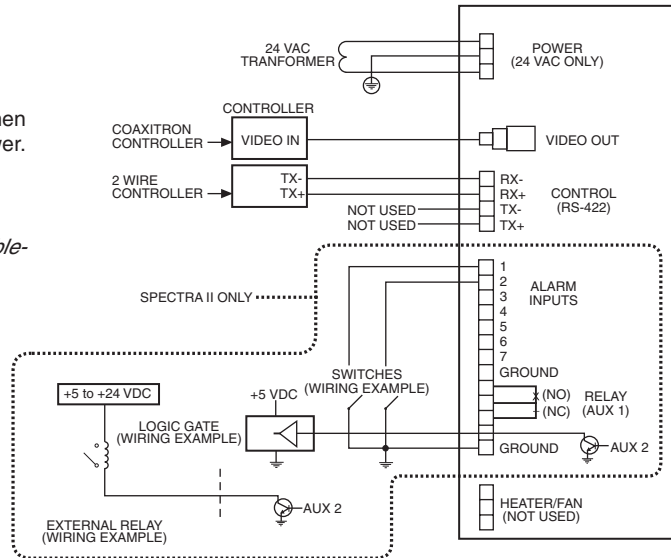 hen
ver.
ple-
24 VAC
TRANFORMER
POWER
(24 VAC ONLY)
CONTROLLER
COAXITRON
CONTROLLER
VIDEO IN
VIDEO OUT
2 WIRE
CONTROLLER
TX-
TX+
NOT USED
NOT USED
RX-
RX+
TX-
TX+
CONTROL
(RS-422)
SPECTRA II ONLY
1
2
3
4
5
6
7
GROUND
ALARM
INPUTS
SWITCHES
(WIRING EXAMPLE)
(NO)
(NC)
RELAY
(AUX 1)
+5 to +24 VDC
+5 VDC
LOGIC GATE
(WIRING EXAMPLE)
GROUND
AUX 2
AUX 2
EXTERNAL RELAY
(WIRING EXAMPLE)
HEATER/FAN
(NOT USED)